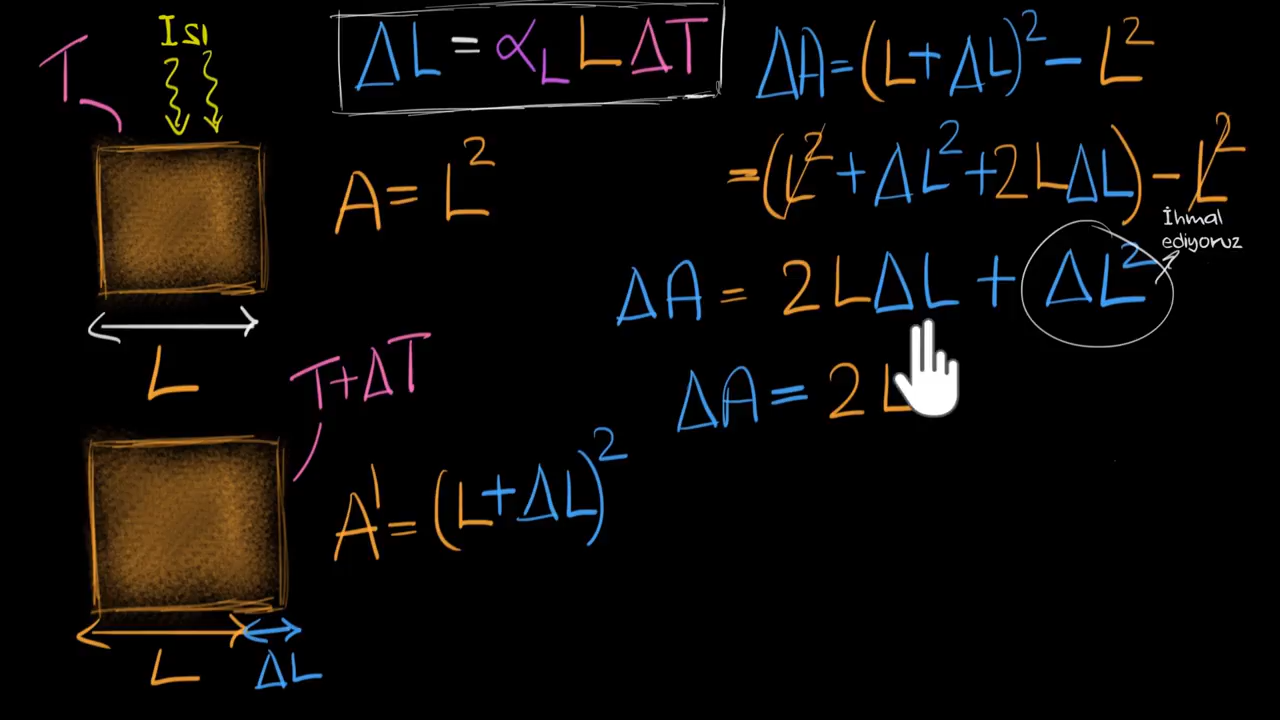 T
Isı
ΔL = α_L L ΔT
A = L²
L
T+ΔT
A' = (L+ΔL)²
L
ΔL
ΔA = (L+ΔL)² - L²
= (L² + ΔL² + 2LΔL) - L²
İhmal
ediyoruz
ΔA = 2LΔL + ΔL²
ΔA = 2L